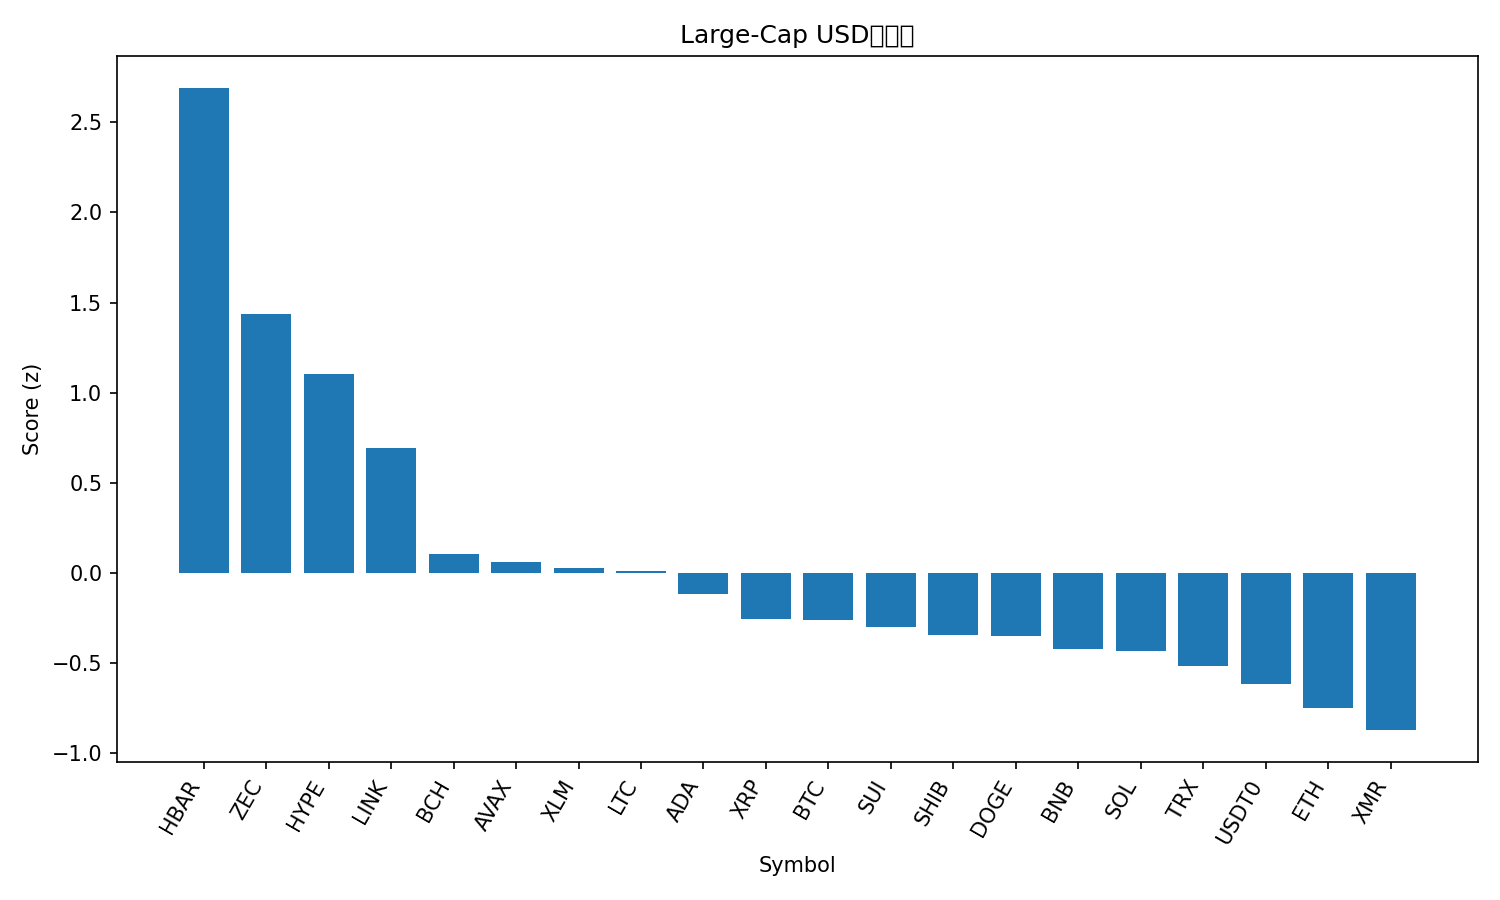 Large-Cap USD
2.5
2.0
1.5
1.0
0.5
0.0
−0.5
−1.0
Score (z)
HBAR
ZEC
HYPE
LINK
BCH
AVAX
XLM
LTC
ADA
XRP
BTC
SUI
SHIB
DOGE
BNB
SOL
TRX
USDT0
ETH
XMR
Symbol